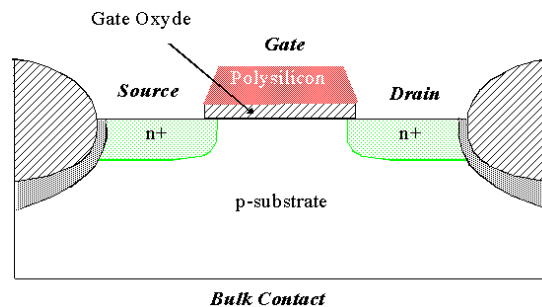 Gate Oxyde
Gate
Polysilicon
Source
Drain
n+
n+
p-substrate
Bulk Contact